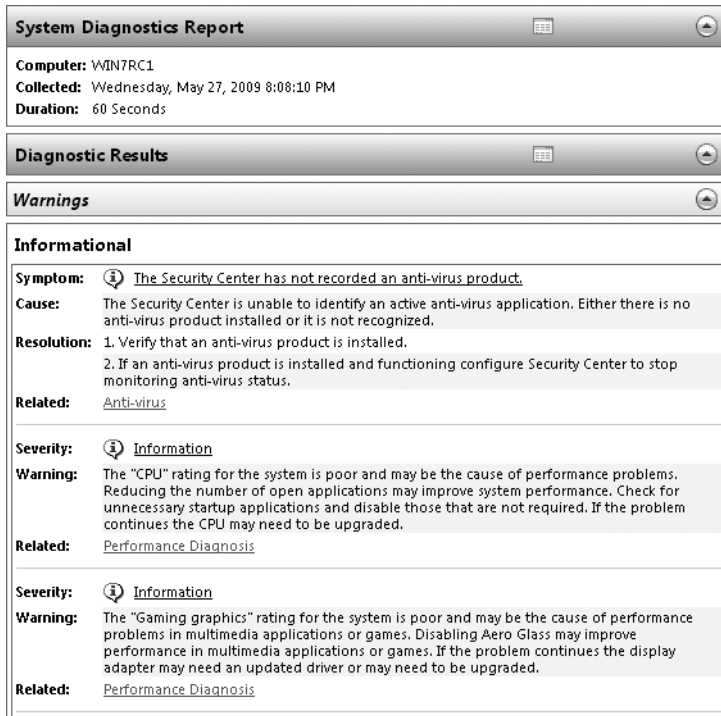 System Diagnostics Report
Computer: WIN7RC1
Collected: Wednesday, May 27, 2009 8:08:10 PM
Duration: 60 Seconds
Diagnostic Results
Warnings
Informational
Symptom: The Security Center has not recorded an anti-virus product.
Cause: The Security Center is unable to identify an active anti-virus application. Either there is no
anti-virus product installed or it is not recognized.
Resolution: 1. Verify that an anti-virus product is installed.
2. If an anti-virus product is installed and functioning configure Security Center to stop
monitoring anti-virus status.
Related: Anti-virus
Severity: Information
Warning: The "CPU" rating for the system is poor and may be the cause of performance problems.
Reducing the number of open applications may improve system performance. Check for
unnecessary startup applications and disable those that are not required. If the problem
continues the CPU may need to be upgraded.
Related: Performance Diagnosis
Severity: Information
Warning: The "Gaming graphics" rating for the system is poor and may be the cause of performance
problems in multimedia applications or games. Disabling Aero Glass may improve
performance in multimedia applications or games. If the problem continues the display
adapter may need an updated driver or may need to be upgraded.
Related: Performance Diagnosis